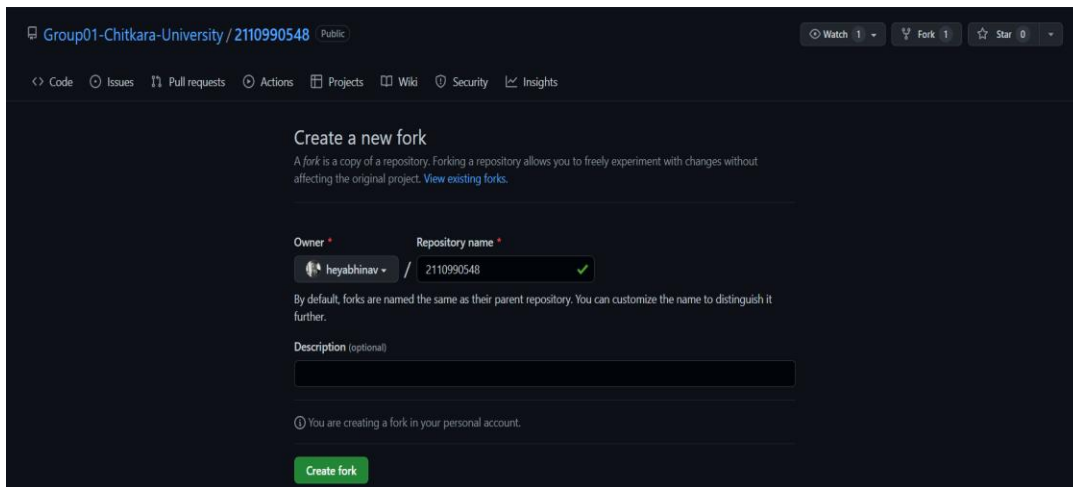 Group01-Chitkara-University / 2110990548 Public
Watch 1 Fork 1 Star 0
Code Issues Pull requests Actions Projects Wiki Security Insights
Create a new fork
A fork is a copy of a repository. Forking a repository allows you to freely experiment with changes without
affecting the original project. View existing forks.
Owner * Repository name *
heyabhinav / 2110990548
By default, forks are named the same as their parent repository. You can customize the name to distinguish it
further.
Description (optional)
You are creating a fork in your personal account.
Create fork